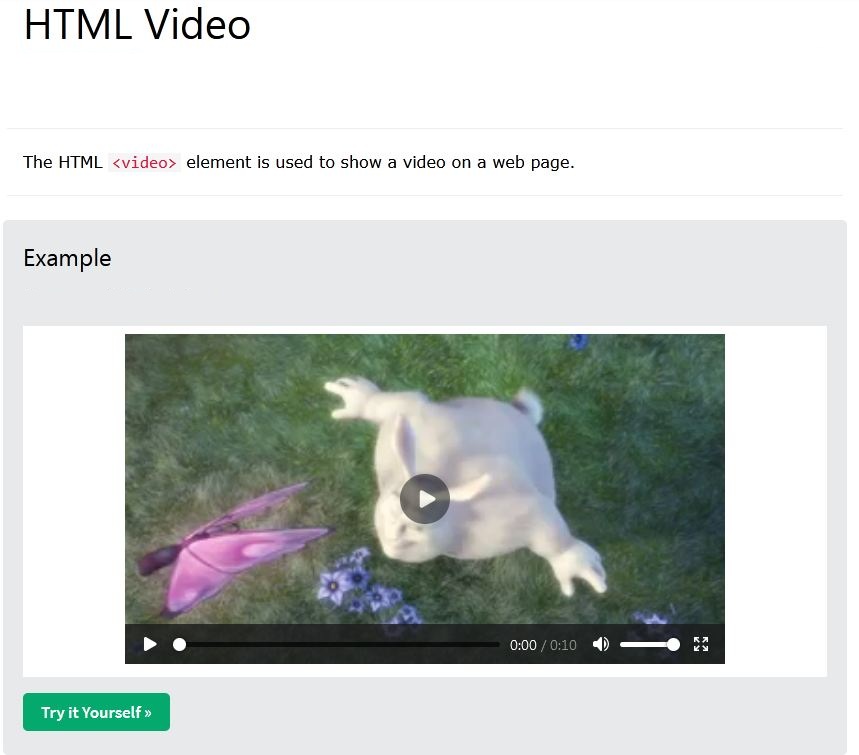 HTML Video
The HTML <video> element is used to show a video on a web page.
Example
0:00 / 0:10
Try it Yourself »